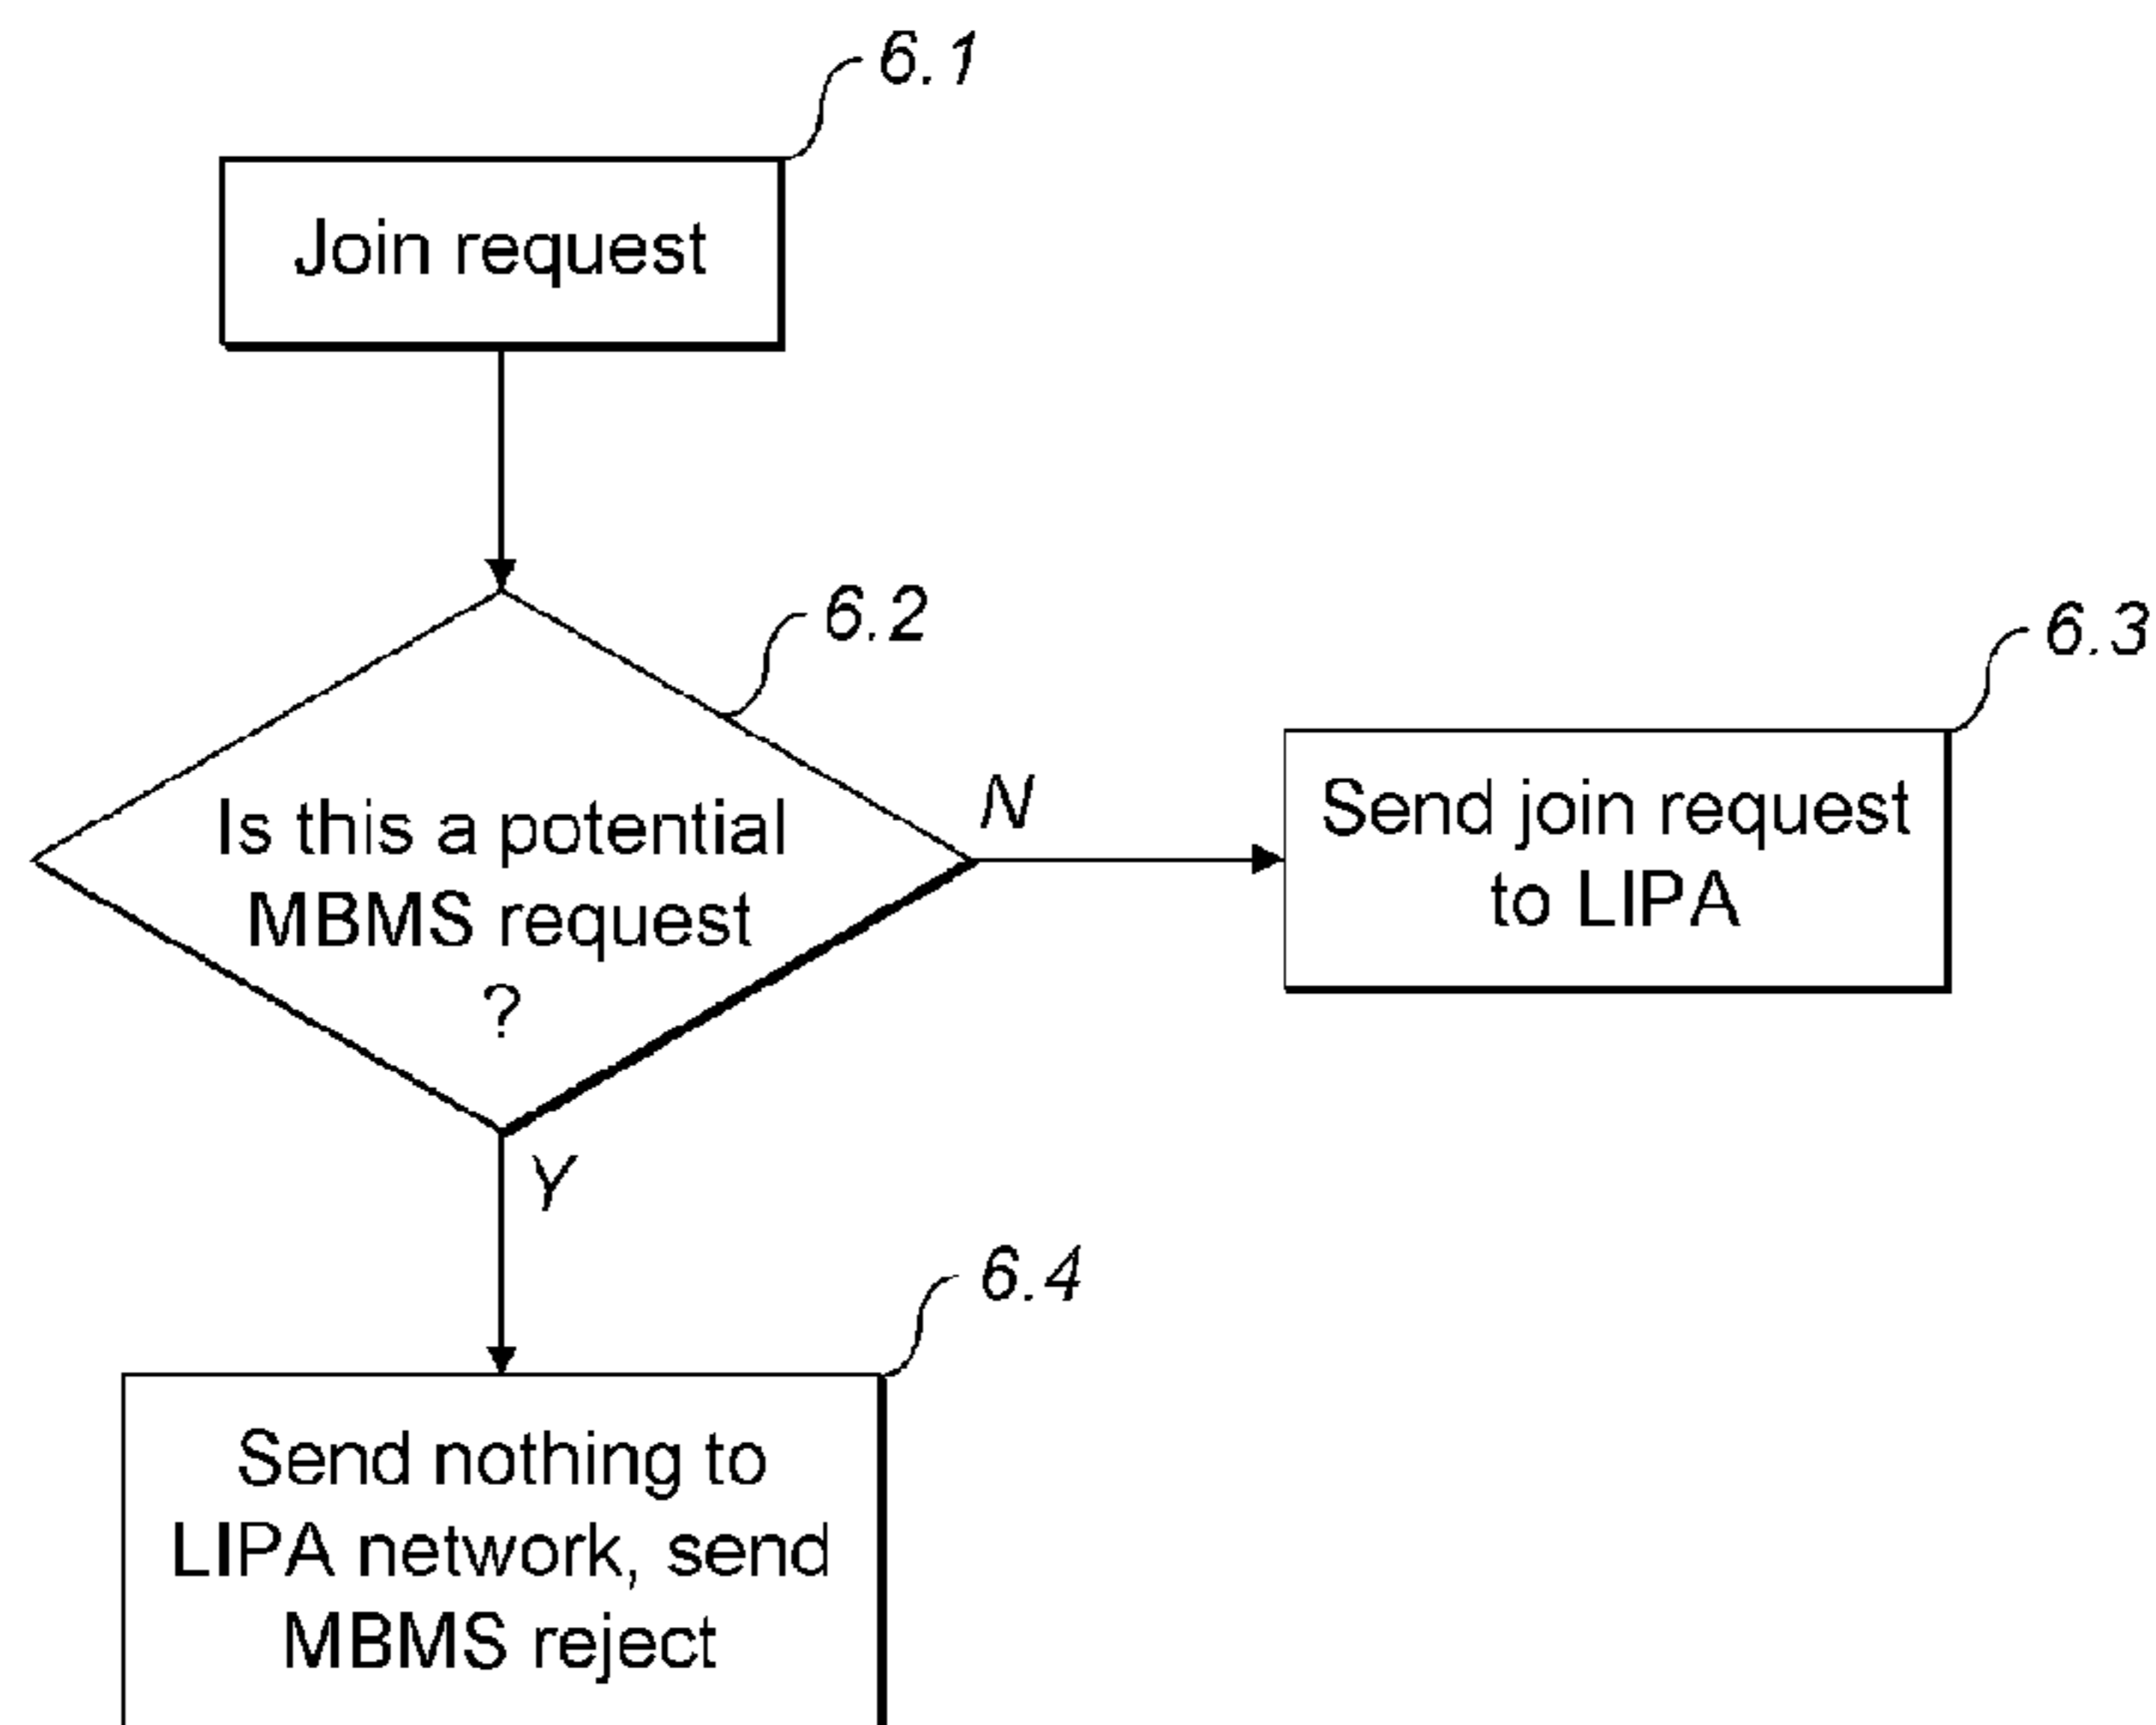 6.1
Join request
6.2
Is this a potential
MBMS request
?
N
6.3
Send join request
to LIPA
Y
6.4
Send nothing to
LIPA network, send
MBMS reject